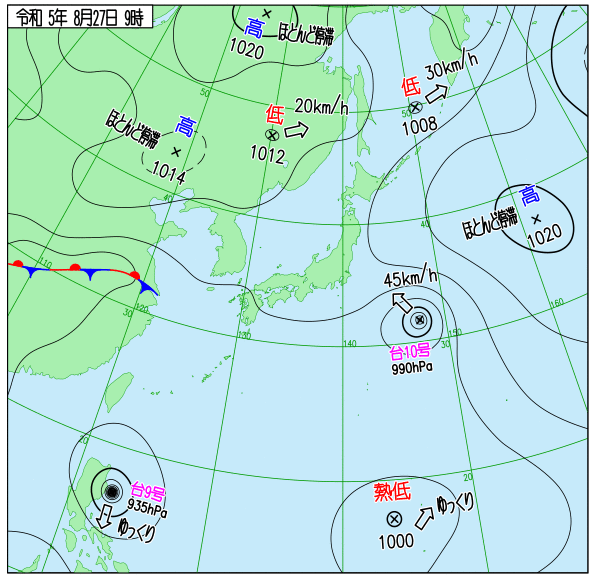 令和 5年 8月27日 9時
高
ほとんど停滞
1020
50
低
20km/h
1012
低
30km/h
50
1008
ほとんど停滞
高
1014
40
高
ほとんど停滞
1020
40
110
30
120
130
140
150
160
30
45km/h
台10号
990hPa
20
台9号
935hPa
ゆっくり
熱低
ゆっくり
1000
20